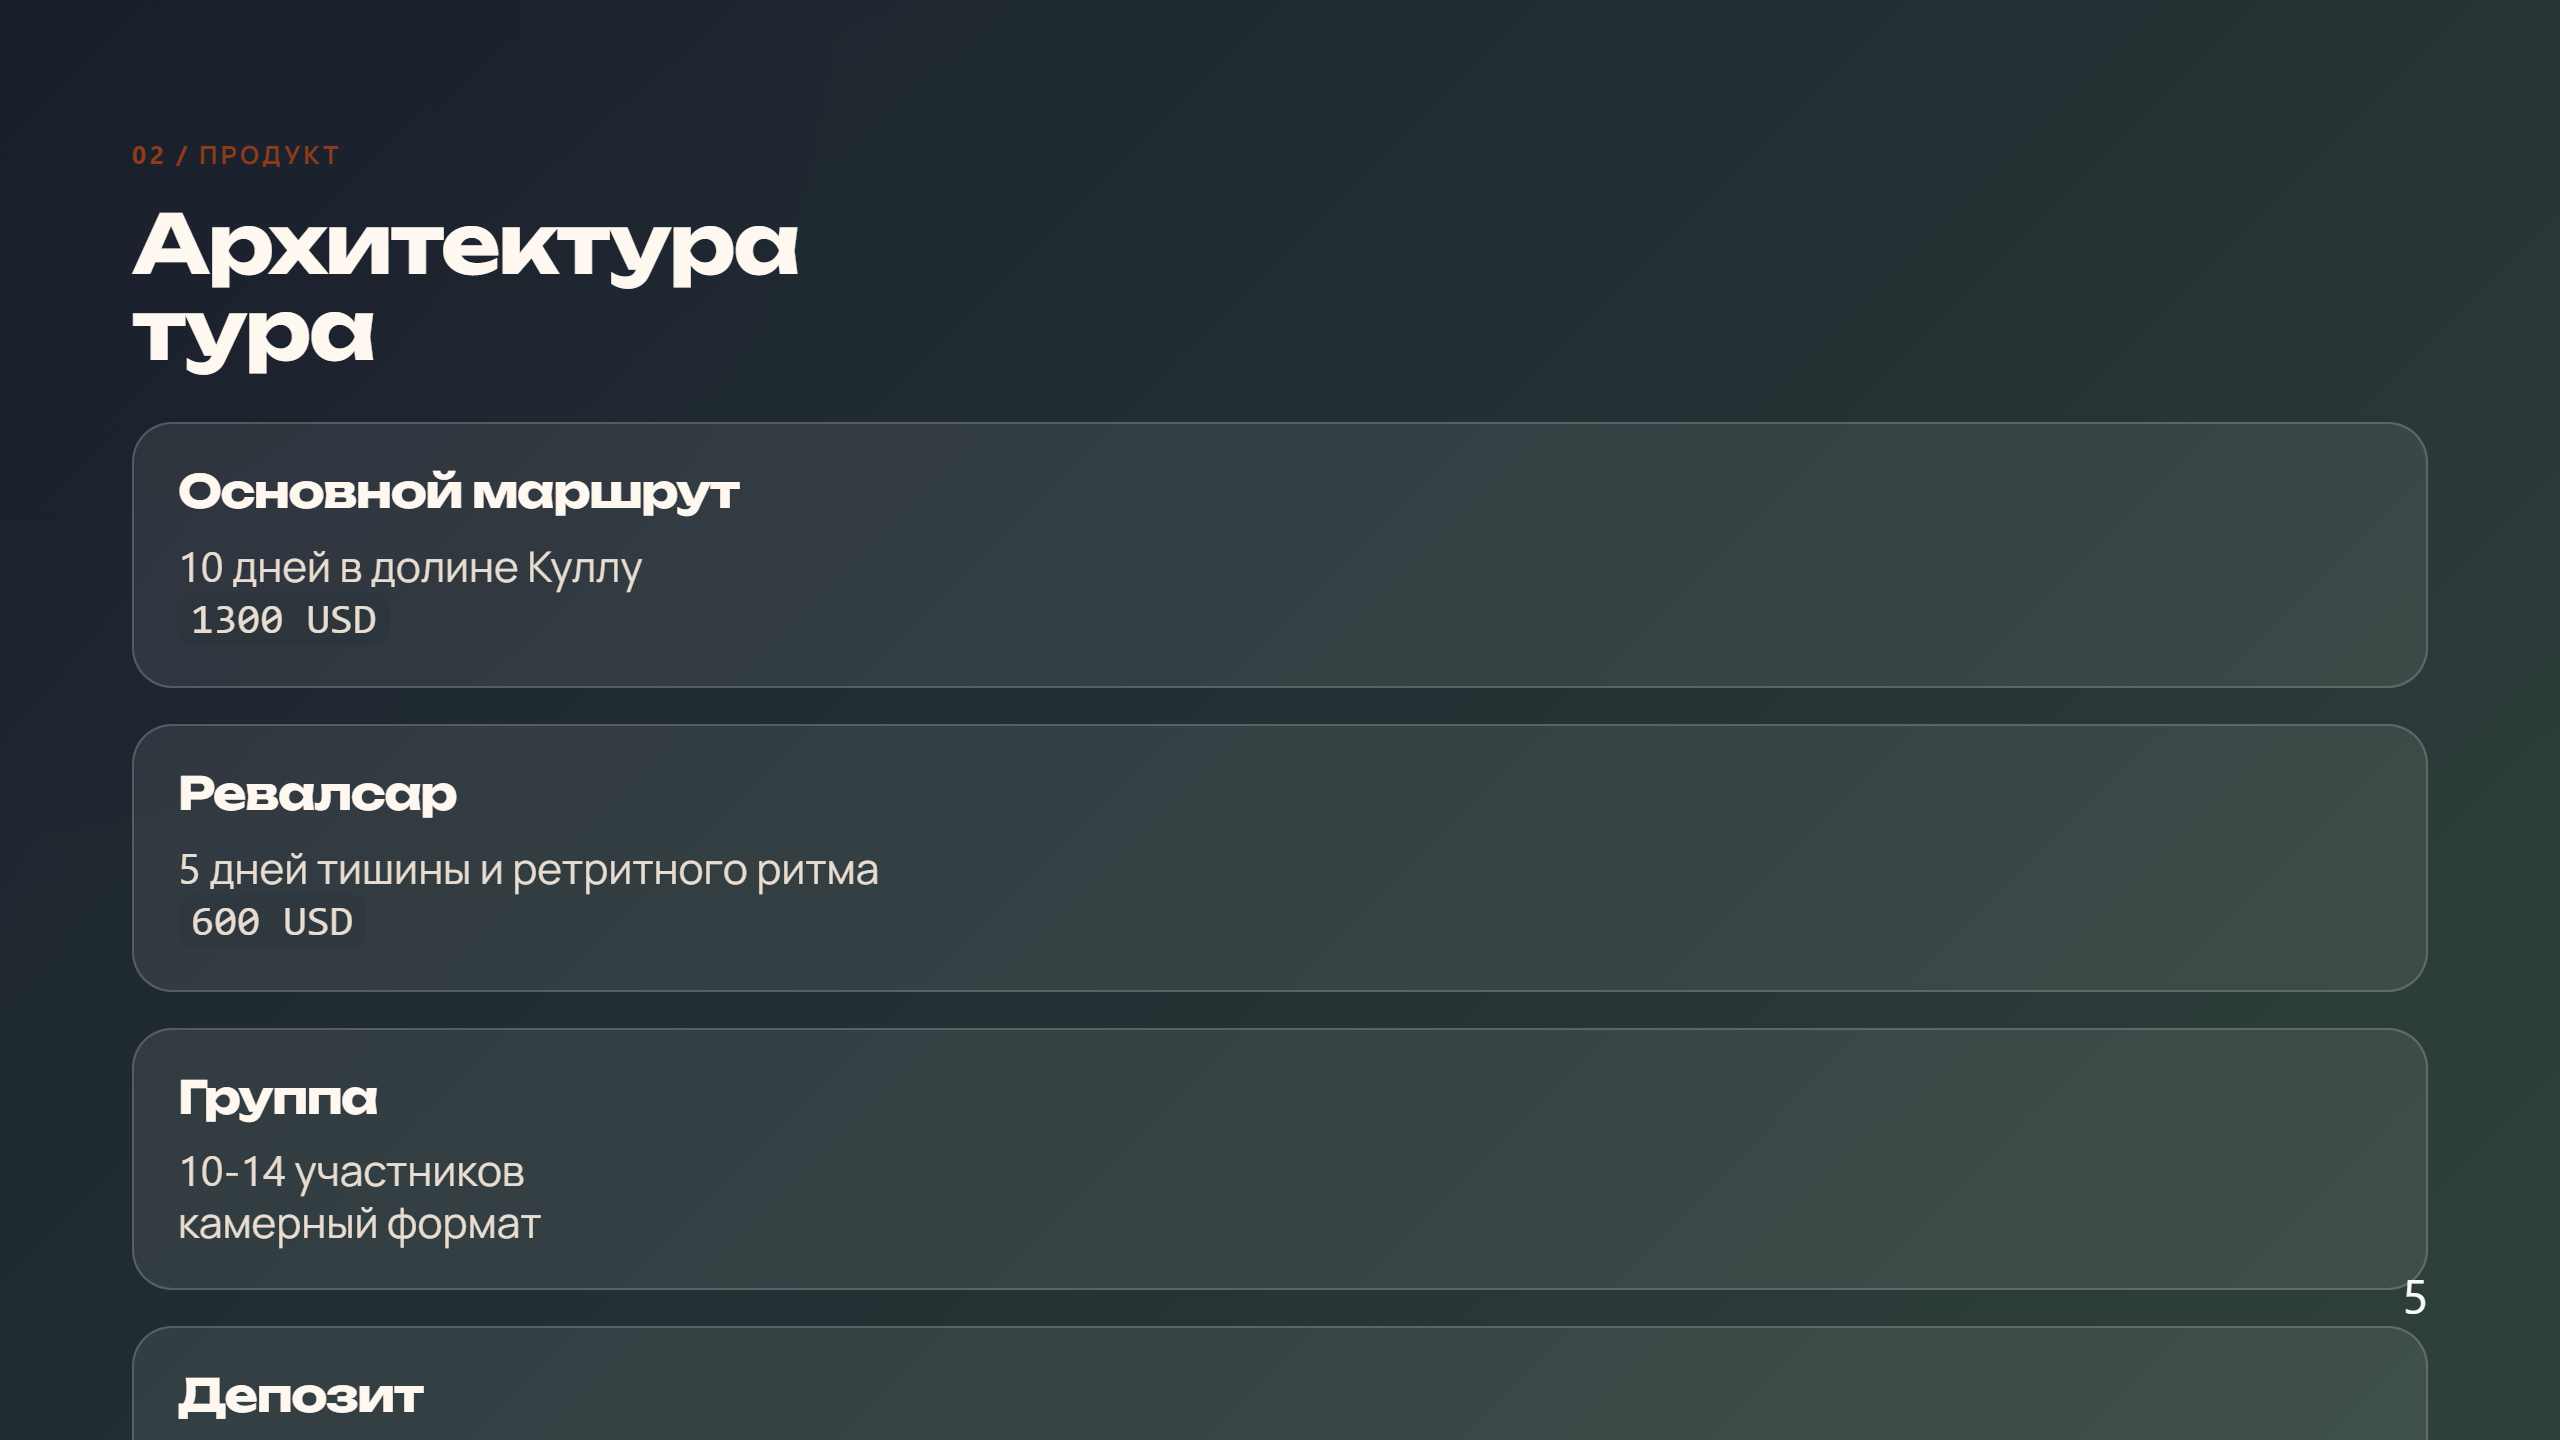 02 / ПРОДУКТ
Архитектура
тура
Основной маршрут
10 дней в долине Куллу
1300 USD
Ревалсар
5 дней тишины и ретритного ритма
600 USD
Группа
10-14 участников
камерный формат
5
Депозит